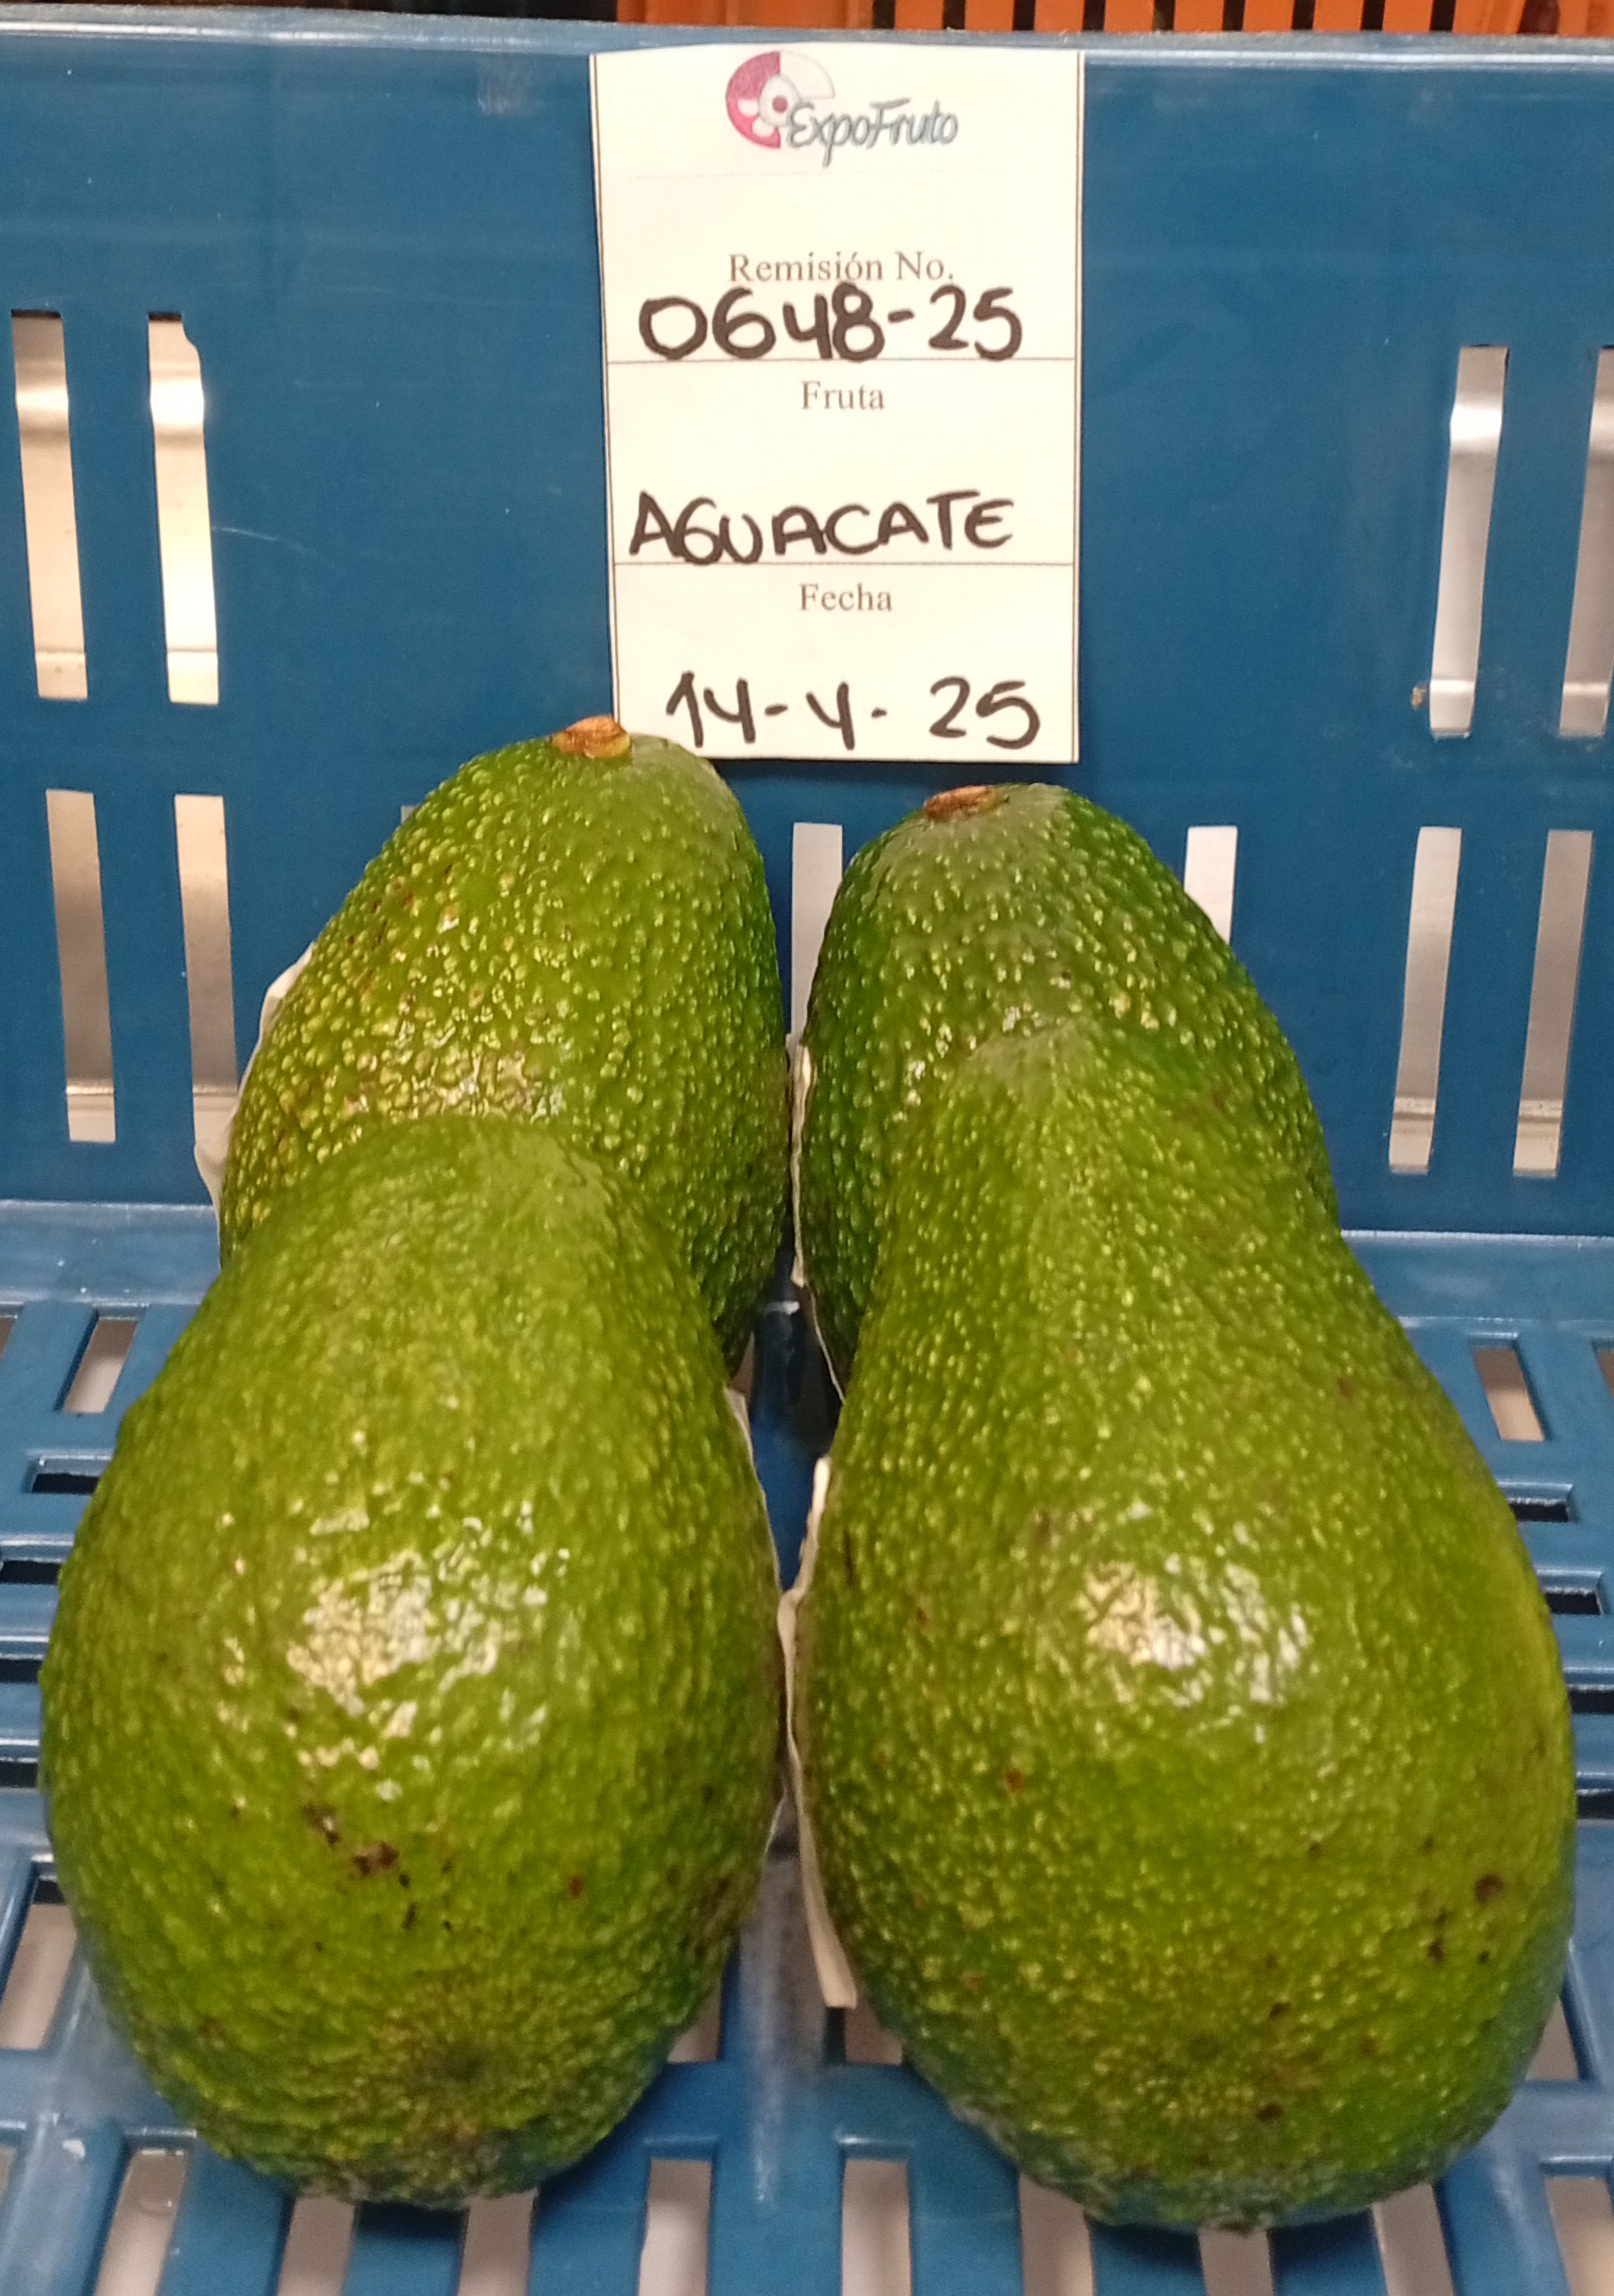 ExpoFruto
Remisión No.
0648-25
Fruta
AGUACATE
Fecha
14-4-25